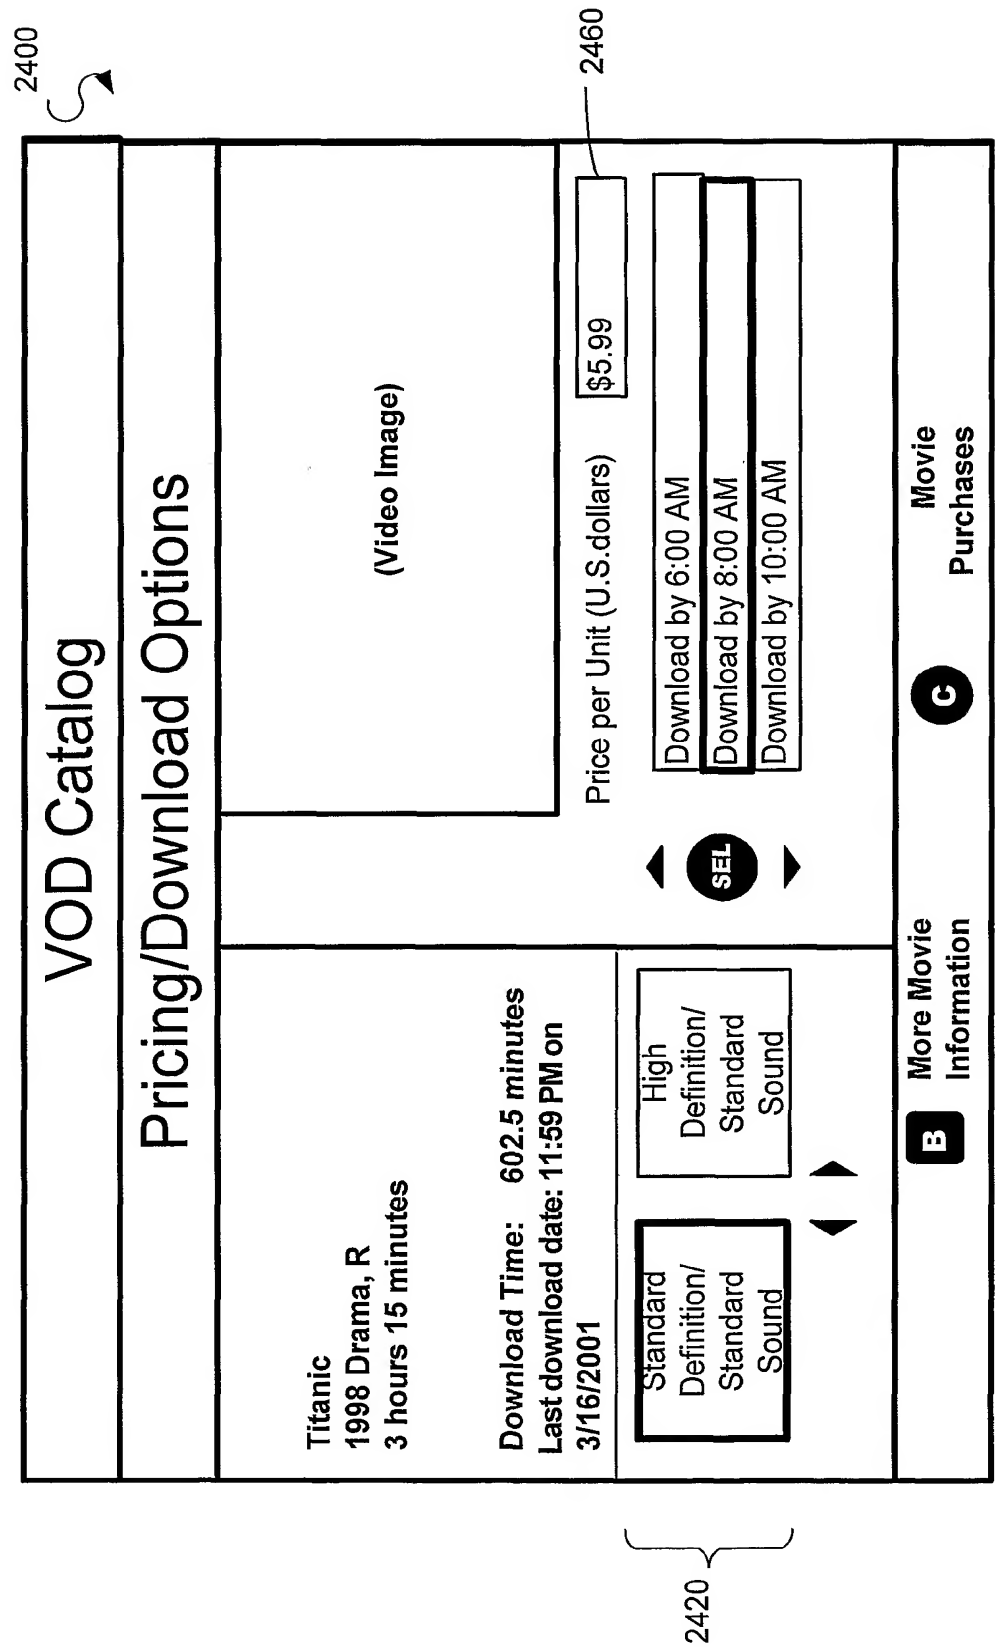 2400
VOD Catalog
Pricing/Download Options
Titanic
1998 Drama, R
3 hours 15 minutes
Download Time: 602.5 minutes
Last download date: 11:59 PM on
3/16/2001
(Video Image)
Price per Unit (U.S.dollars)
$5.99
2460
2420
Standard
Definition/
Standard
Sound
High
Definition/
Standard
Sound
SEL
Download by 6:00 AM
Download by 8:00 AM
Download by 10:00 AM
B
More Movie
Information
C
Movie
Purchases